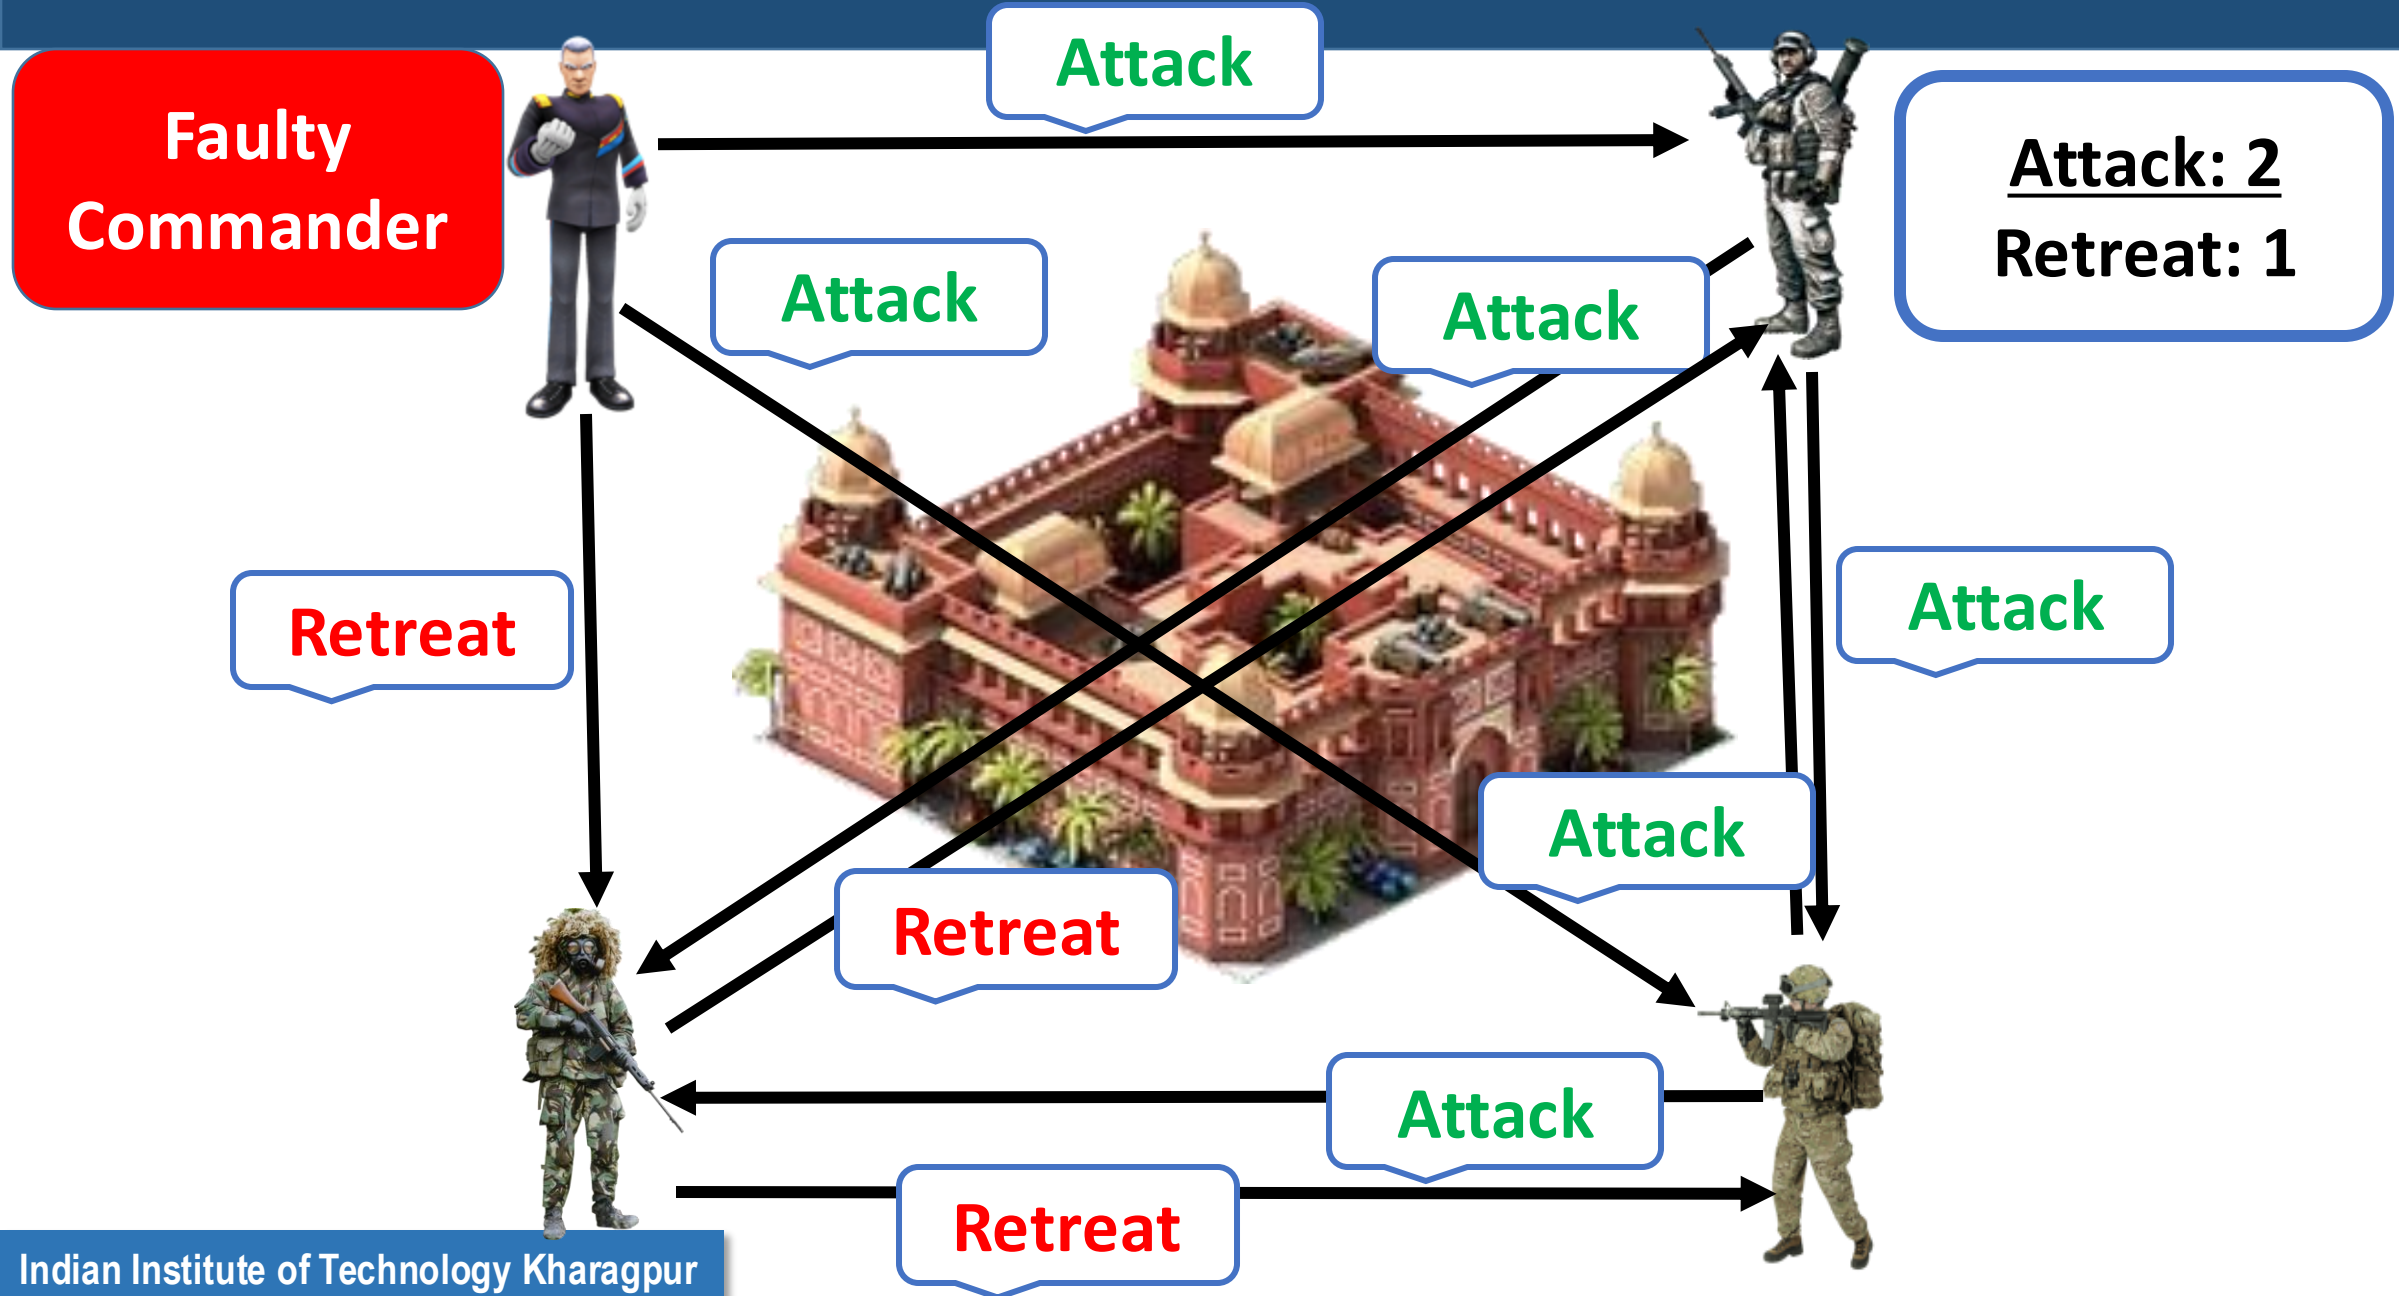 Attack
Faulty
Commander
Attack: 2
Retreat: 1
Attack
Attack
Retreat
Attack
Attack
Retreat
Attack
Retreat
Indian Institute of Technology Kharagpur